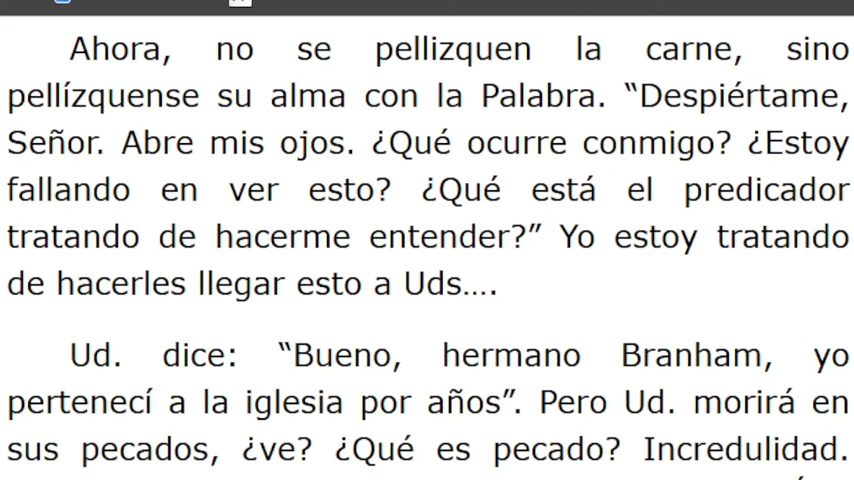 Ahora, no se pellizquen la carne, sino
pellízquense su alma con la Palabra. “Despiértame,
Señor. Abre mis ojos. ¿Qué ocurre conmigo? ¿Estoy
fallando en ver esto? ¿Qué está el predicador
tratando de hacerme entender?” Yo estoy tratando
de hacerles llegar esto a Uds….
Ud. dice: “Bueno, hermano Branham, yo
pertenecí a la iglesia por años”. Pero Ud. morirá en
sus pecados, ¿ve? ¿Qué es pecado? Incredulidad.